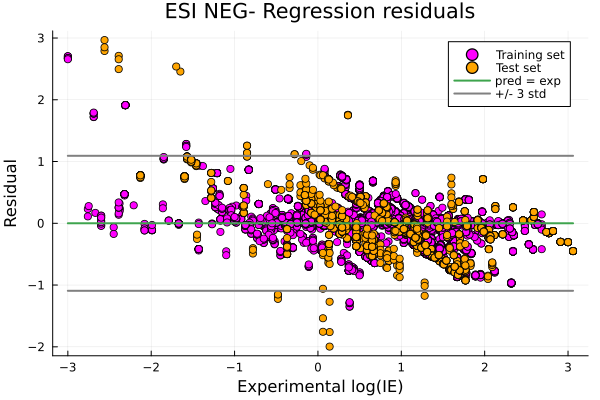 ESI NEG- Regression residuals
Training set
Test set
pred = exp
+/- 3 std
3
2
1
0
−1
−2
Residual
−3
−2
−1
0
1
2
3
Experimental log(IE)